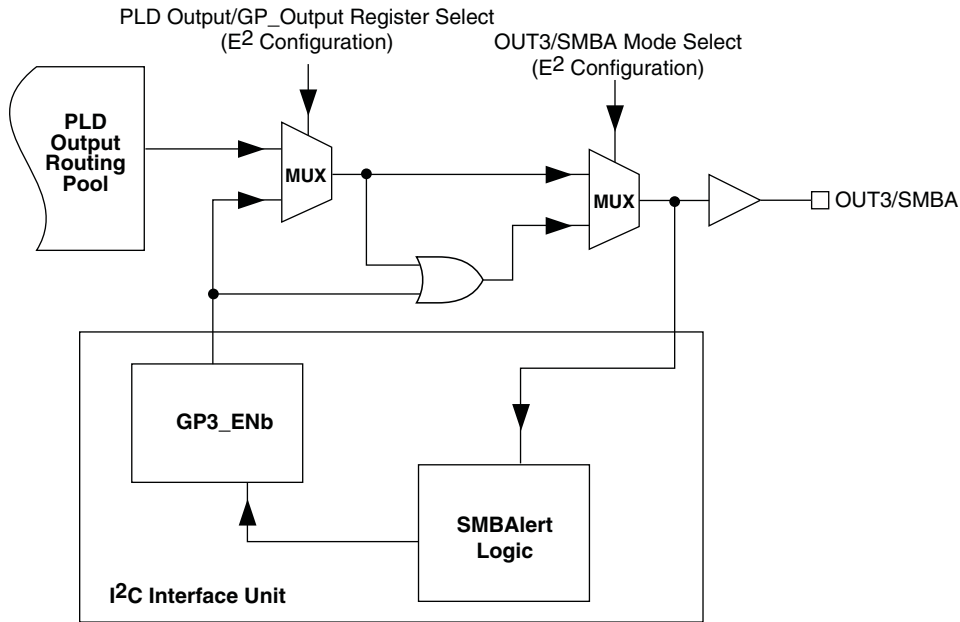 PLD Output/GP_Output Register Select
(E2 Configuration)
OUT3/SMBA Mode Select
(E2 Configuration)
PLD
Output
Routing
Pool
MUX
MUX
OUT3/SMBA
GP3_ENb
SMBAlert
Logic
I2C Interface Unit